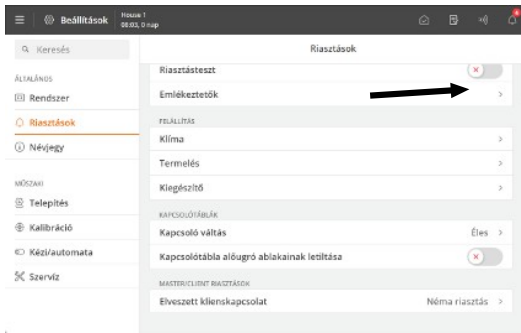 Beállítások
House 1
08:03, 0 nap
Keresés
Riasztások
ÁLTALÁNOS
Rendszer
Riasztások
Névjegy
MŰSZAKI
Telepítés
Kalibráció
Kézi/automata
Szervíz
Riasztásteszt
Emlékeztetők
FELÁLLÍTÁS
Klíma
Termelés
Kiegészítő
KAPCSOLÓTÁBLÁK
Kapcsoló váltás Éles
Kapcsolótábla alőugró ablakainak letiltása
MASTER/CLIENT RIASZTÁSOK
Elveszett klienskapcsolat Néma riasztás